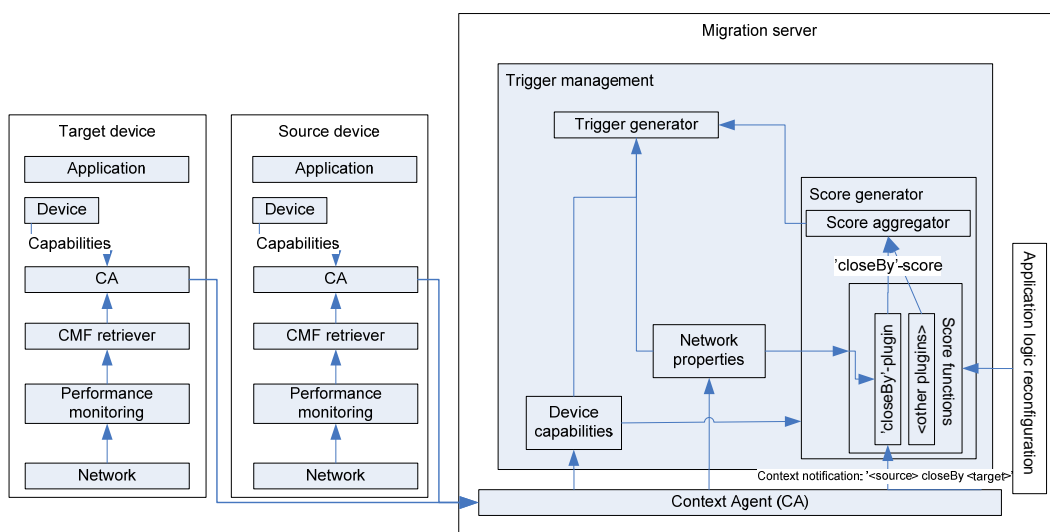 Migration server
Trigger management
Trigger generator
Target device
Application
Device
Capabilities
CA
CMF retriever
Performance
monitoring
Network
Source device
Application
Device
Capabilities
CA
CMF retriever
Performance
monitoring
Network
Score generator
Score aggregator
'closeBy'-score
Network
properties
Device
capabilities
'closeBy'-plugin
<other plugins>
Score functions
Application logic reconfiguration
Context notification: '<source> closeBy <target>'
Context Agent (CA)